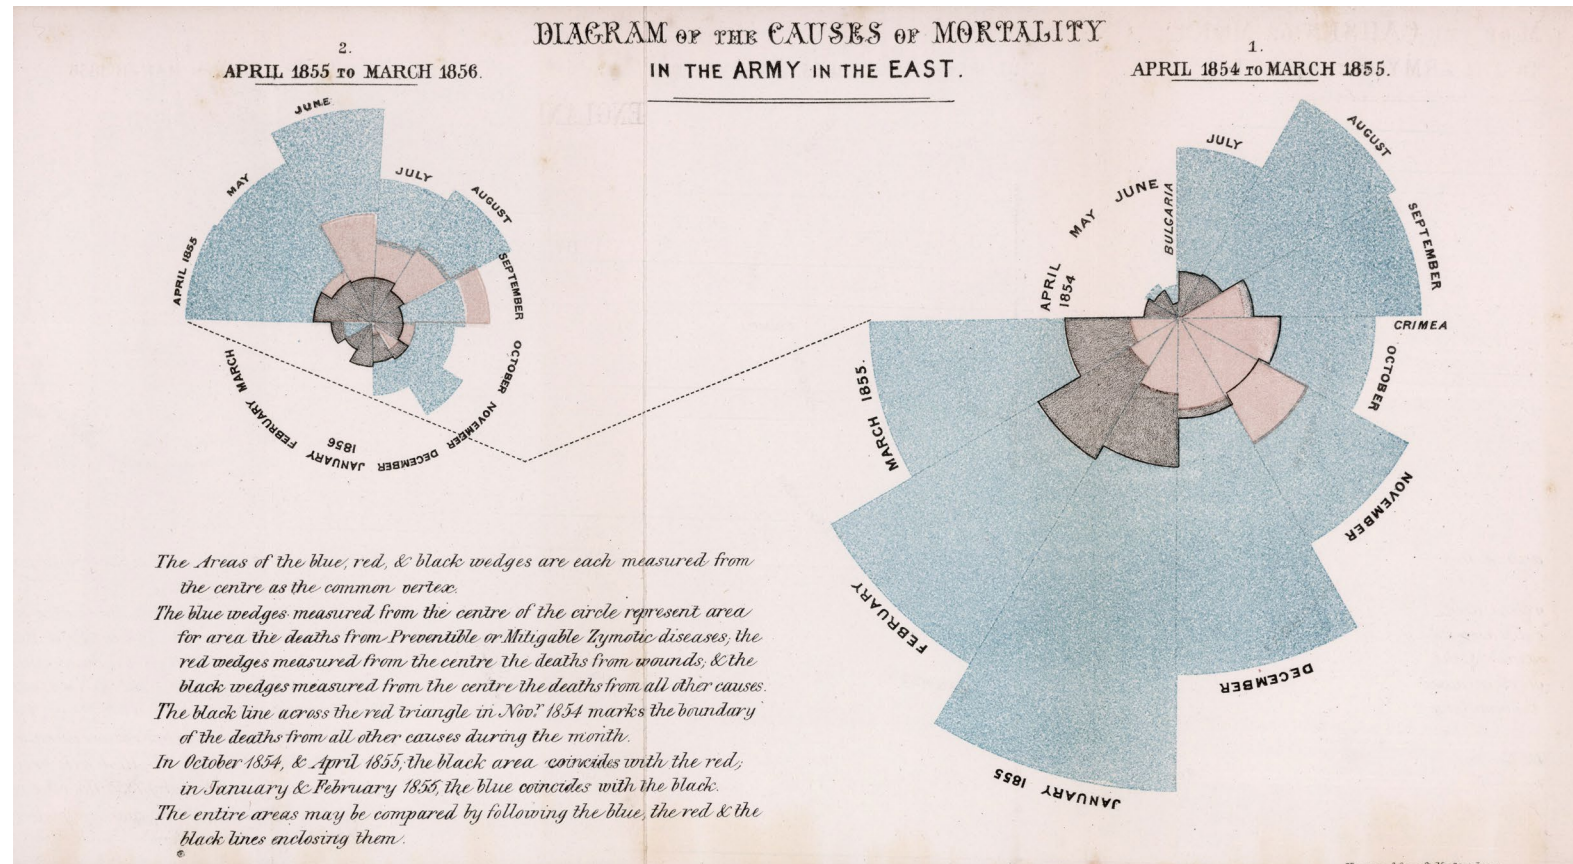 DIAGRAM OF THE CAUSES OF MORTALITY
IN THE ARMY IN THE EAST.
2.
APRIL 1855 TO MARCH 1856.
1.
APRIL 1854 TO MARCH 1855.
APRIL 1855
MAY
JUNE
JULY
AUGUST
SEPTEMBER
OCTOBER
NOVEMBER
DECEMBER
JANUARY
1856
FEBRUARY
MARCH
APRIL
1854
MAY
JUNE
BULGARIA
JULY
AUGUST
SEPTEMBER
CRIMEA
OCTOBER
NOVEMBER
DECEMBER
JANUARY 1855
FEBRUARY
MARCH 1855.
The Areas of the blue, red, & black wedges are each measured from
the centre as the common vertex.
The blue wedges measured from the centre of the circle represent area
for area the deaths from Preventible or Mitigable Zymotic diseases; the
red wedges measured from the centre the deaths from wounds; & the
black wedges measured from the centre the deaths from all other causes.
The black line across the red triangle in Novr. 1854 marks the boundary
of the deaths from all other causes during the month.
In October 1854, & April 1855; the black area coincides with the red;
in January & February 1856, the blue coincides with the black.
The entire areas may be compared by following the blue, the red & the
black lines enclosing them.